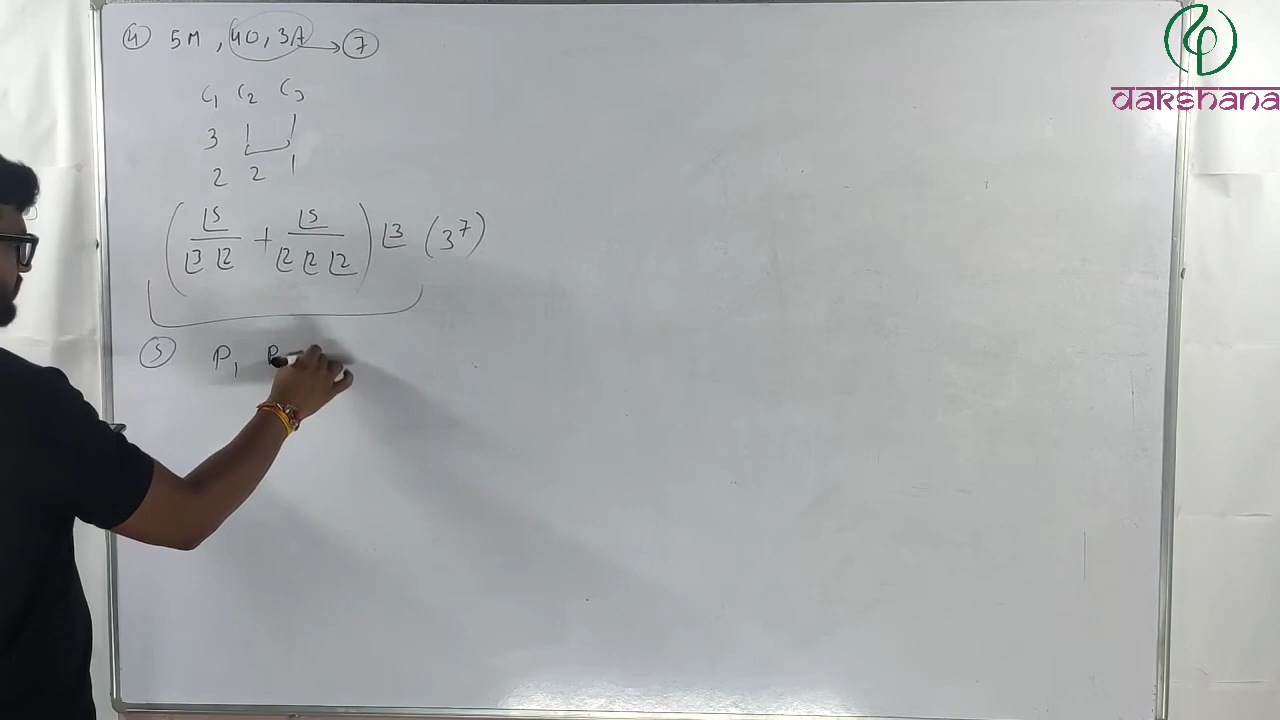 ④ 5M, 4O, 3A → ⑦
C₁ C₂ C₃
3 1 1
2 2 1
(⌊5 / ⌊3 ⌊2 + ⌊5 / ⌊2 ⌊2 ⌊2) ⌊3 (3⁷)
⑤ P₁ P
dakshana